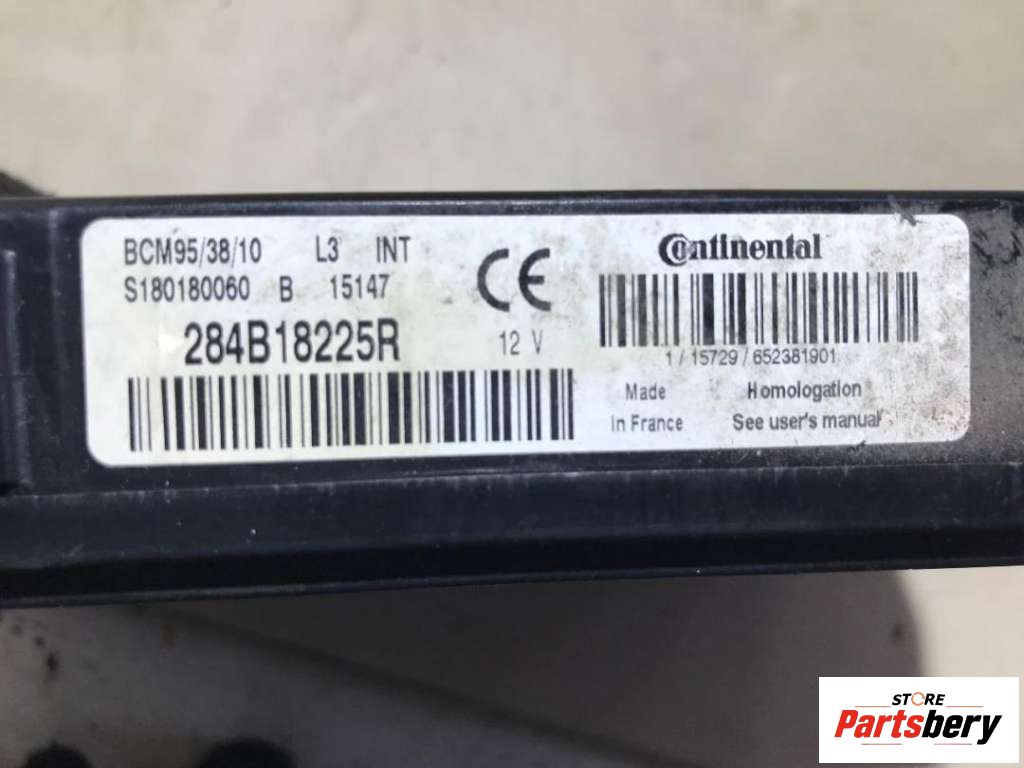 BCM95/38/10 L3 INT
S180180060 B 15147
284B18225R
12 V
Continental
1 / 15729 / 652381901
Made
In France
Homologation
See user's manual
CE
STORE
Partsbery